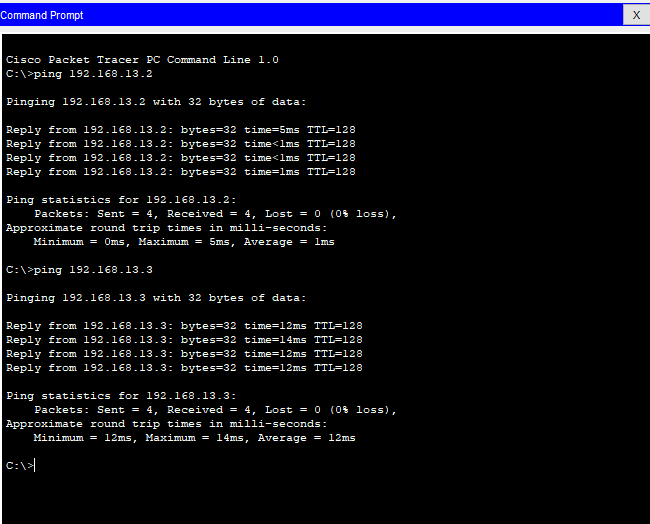 Command Prompt
X
Cisco Packet Tracer PC Command Line 1.0
C:\>ping 192.168.13.2
Pinging 192.168.13.2 with 32 bytes of data:
Reply from 192.168.13.2: bytes=32 time=5ms TTL=128
Reply from 192.168.13.2: bytes=32 time<1ms TTL=128
Reply from 192.168.13.2: bytes=32 time<1ms TTL=128
Reply from 192.168.13.2: bytes=32 time=1ms TTL=128
Ping statistics for 192.168.13.2:
    Packets: Sent = 4, Received = 4, Lost = 0 (0% loss),
Approximate round trip times in milli-seconds:
    Minimum = 0ms, Maximum = 5ms, Average = 1ms
C:\>ping 192.168.13.3
Pinging 192.168.13.3 with 32 bytes of data:
Reply from 192.168.13.3: bytes=32 time=12ms TTL=128
Reply from 192.168.13.3: bytes=32 time=14ms TTL=128
Reply from 192.168.13.3: bytes=32 time=12ms TTL=128
Reply from 192.168.13.3: bytes=32 time=12ms TTL=128
Ping statistics for 192.168.13.3:
    Packets: Sent = 4, Received = 4, Lost = 0 (0% loss),
Approximate round trip times in milli-seconds:
    Minimum = 12ms, Maximum = 14ms, Average = 12ms
C:\>